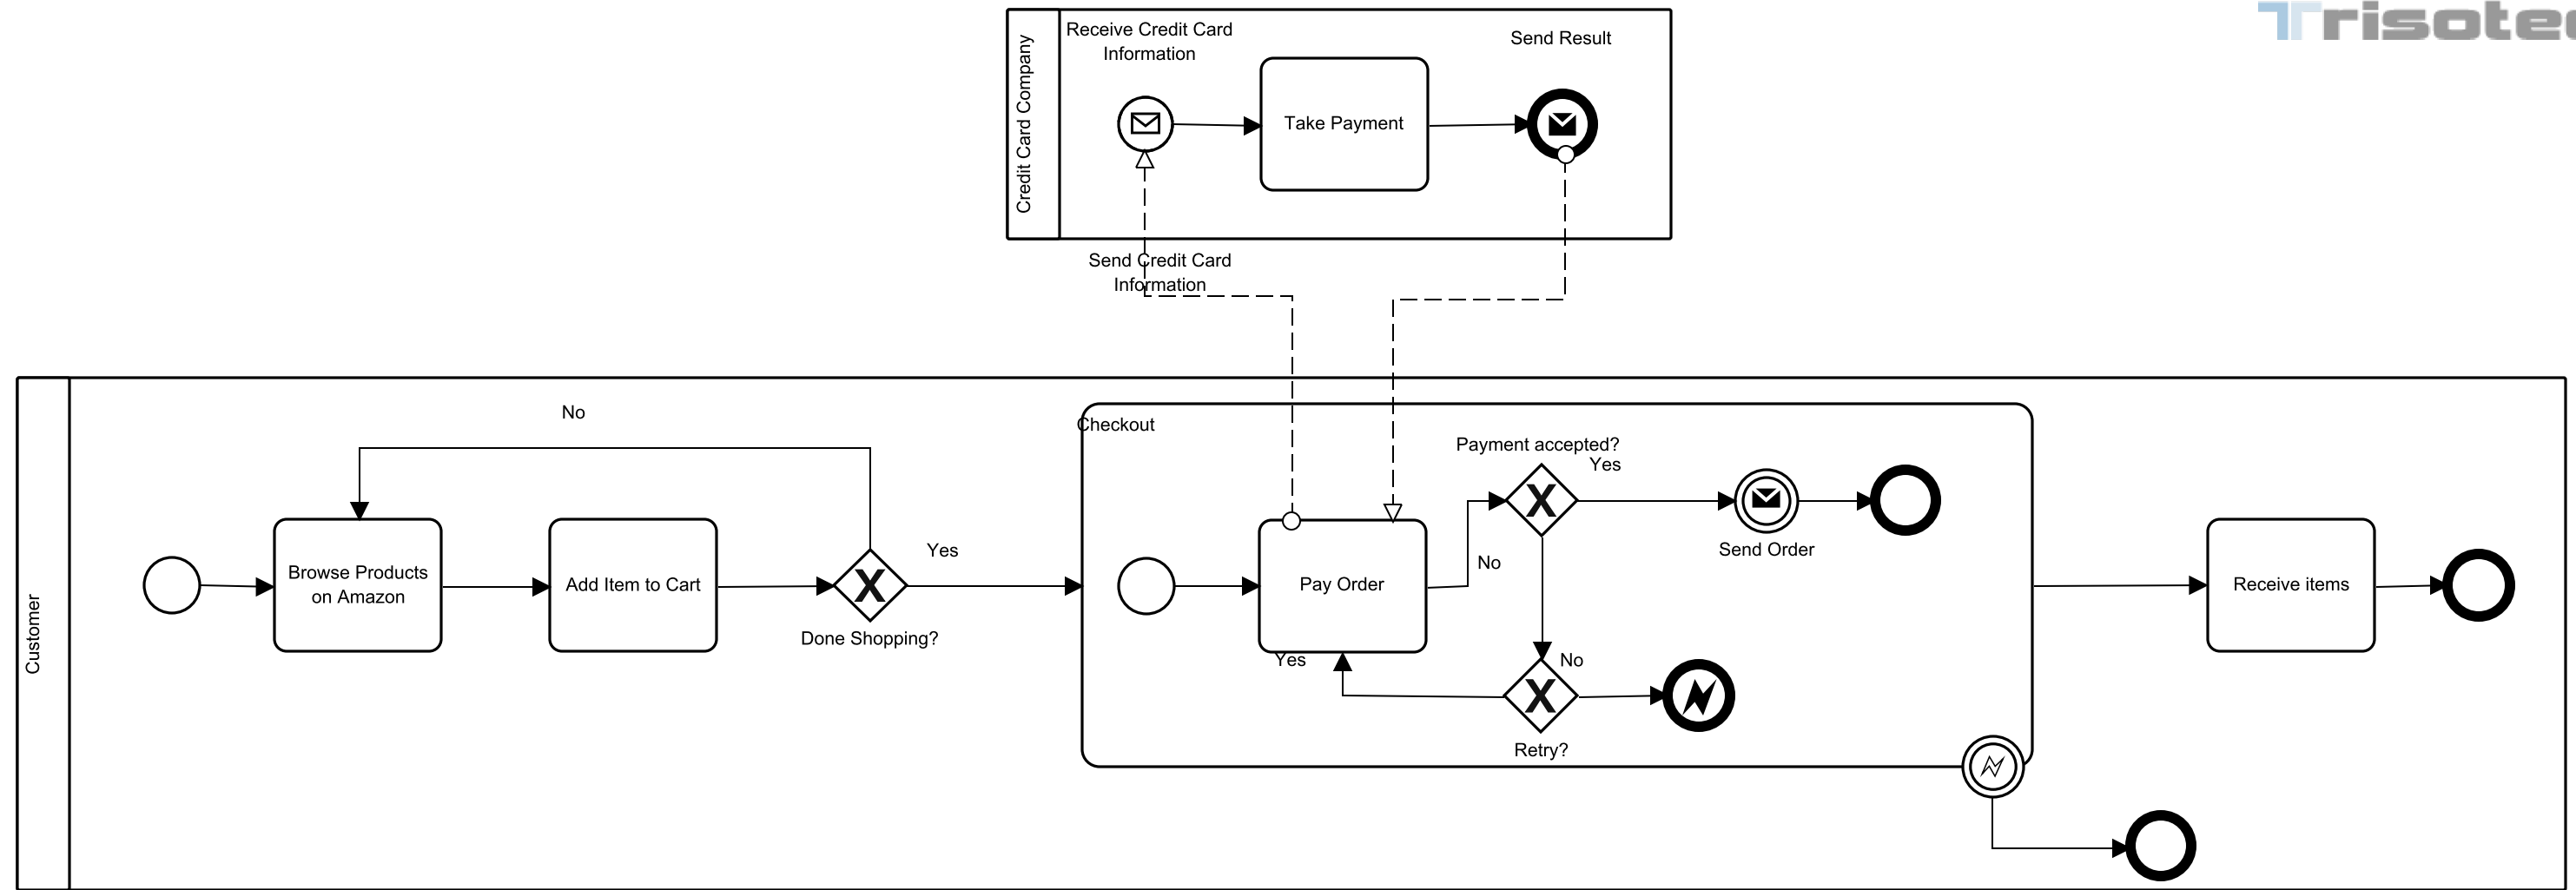 Trisotec
Credit Card Company
Receive Credit Card
Information
Send Result
Take Payment
Send Credit Card
Information
Customer
No
Checkout
Payment accepted?
Yes
Yes
Browse Products
on Amazon
Add Item to Cart
Done Shopping?
Pay Order
No
Send Order
Receive items
Yes
No
Retry?